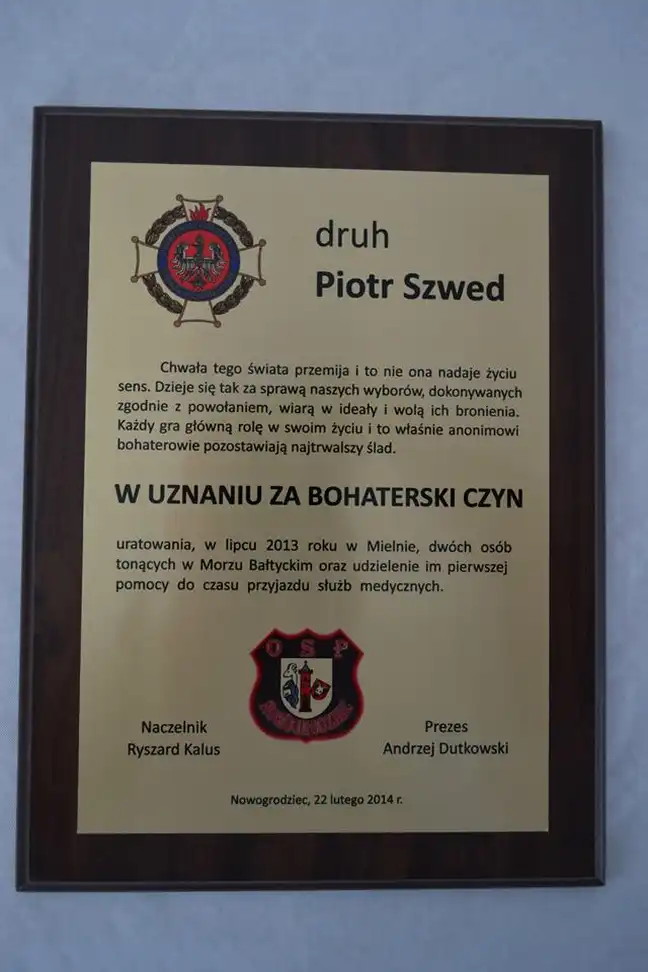 druh
Piotr Szwed
Chwała tego świata przemija i to nie ona nadaje życiu
sens. Dzieje się tak za sprawą naszych wyborów, dokonywanych
zgodnie z powołaniem, wiarą w ideały i wolą ich bronienia.
Każdy gra główną rolę w swoim życiu i to właśnie anonimowi
bohaterowie pozostawiają najtrwalszy ślad.
W UZNANIU ZA BOHATERSKI CZYN
uratowania, w lipcu 2013 roku w Mielnie, dwóch osób
tonących w Morzu Bałtyckim oraz udzielenie im pierwszej
pomocy do czasu przyjazdu służb medycznych.
OSP
Naczelnik
Ryszard Kalus
Prezes
Andrzej Dutkowski
Nowogrodziec, 22 lutego 2014 r.